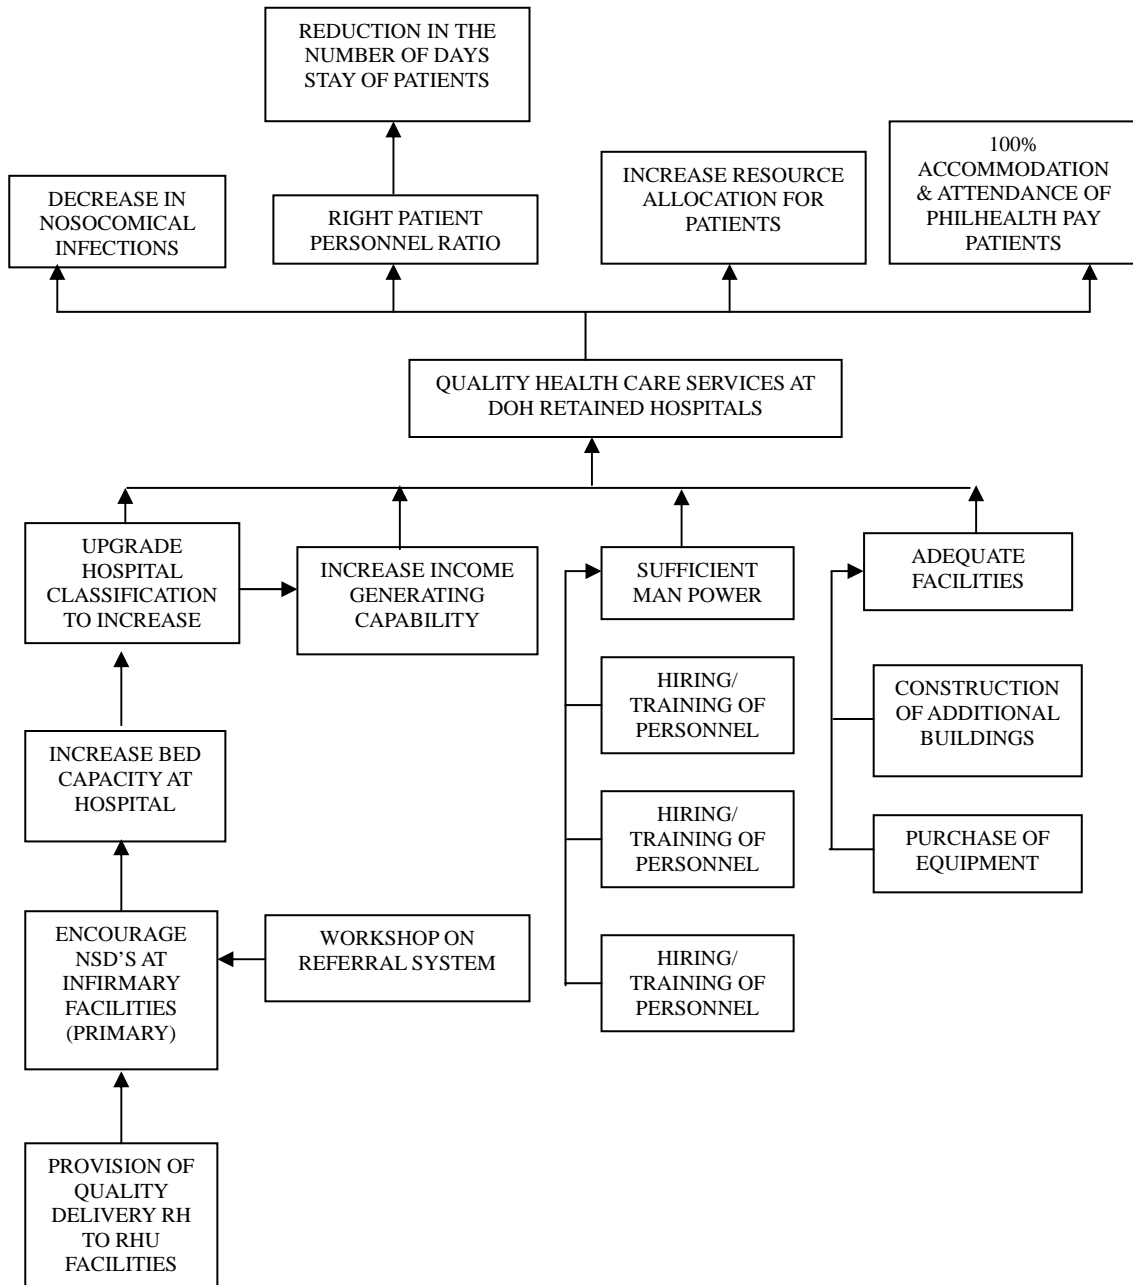 REDUCTION IN THE
NUMBER OF DAYS
STAY OF PATIENTS
DECREASE IN
NOSOCOMICAL
INFECTIONS
RIGHT PATIENT
PERSONNEL RATIO
INCREASE RESOURCE
ALLOCATION FOR
PATIENTS
100%
ACCOMMODATION
& ATTENDANCE OF
PHILHEALTH PAY
PATIENTS
QUALITY HEALTH CARE SERVICES AT
DOH RETAINED HOSPITALS
UPGRADE
HOSPITAL
CLASSIFICATION
TO INCREASE
INCREASE INCOME
GENERATING
CAPABILITY
SUFFICIENT
MAN POWER
ADEQUATE
FACILITIES
INCREASE BED
CAPACITY AT
HOSPITAL
HIRING/
TRAINING OF
PERSONNEL
CONSTRUCTION
OF ADDITIONAL
BUILDINGS
HIRING/
TRAINING OF
PERSONNEL
PURCHASE OF
EQUIPMENT
ENCOURAGE
NSD'S AT
INFIRMARY
FACILITIES
(PRIMARY)
WORKSHOP ON
REFERRAL SYSTEM
HIRING/
TRAINING OF
PERSONNEL
PROVISION OF
QUALITY
DELIVERY RH
TO RHU
FACILITIES